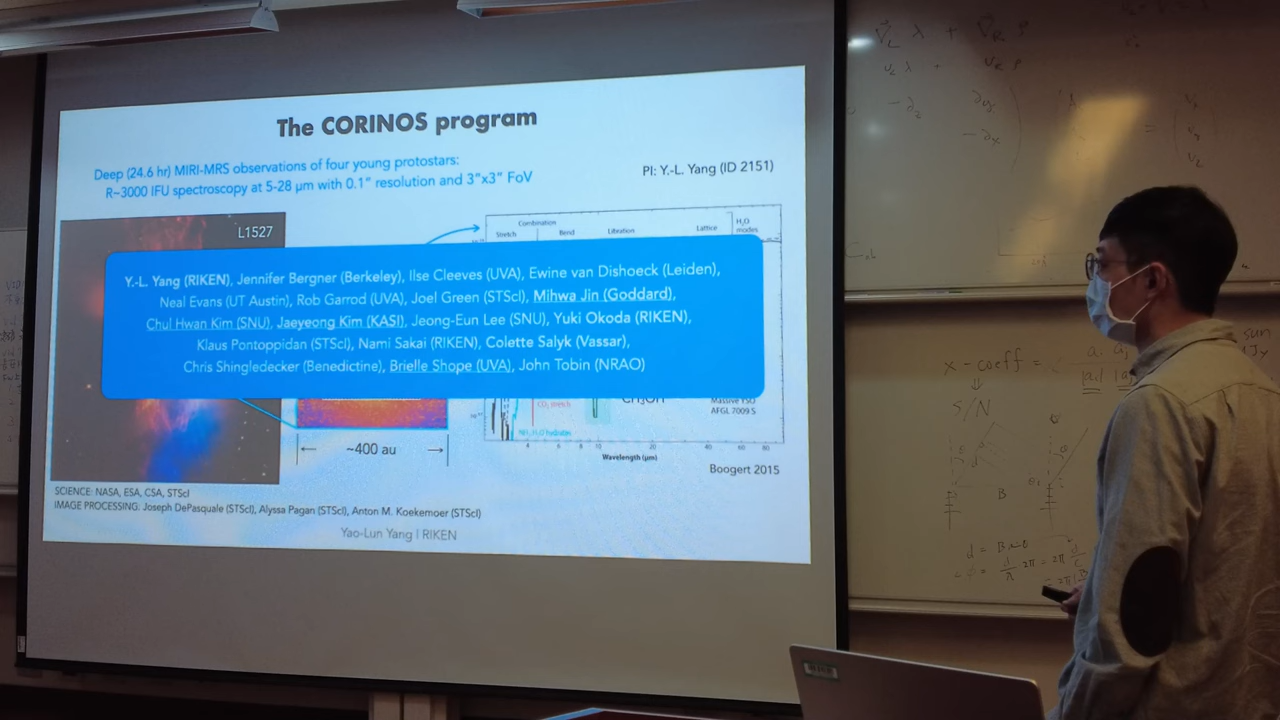 The CORINOS program
Deep (24.6 hr) MIRI-MRS observations of four young protostars:
R~3000 IFU spectroscopy at 5-28 μm with 0.1" resolution and 3"x3" FoV
PI: Y.-L. Yang (ID 2151)
L1527
Combination
Stretch
Bend
Libration
Lattice
H₂O
modes
Y.-L. Yang (RIKEN), Jennifer Bergner (Berkeley), Ilse Cleeves (UVA), Ewine van Dishoeck (Leiden),
Neal Evans (UT Austin), Rob Garrod (UVA), Joel Green (STScI), Mihwa Jin (Goddard),
Chul Hwan Kim (SNU), Jaeyeong Kim (KASI), Jeong-Eun Lee (SNU), Yuki Okoda (RIKEN),
Klaus Pontoppidan (STScI), Nami Sakai (RIKEN), Colette Salyk (Vassar),
Chris Shingledecker (Benedictine), Brielle Shope (UVA), John Tobin (NRAO)
CO₂ stretch
CH₃OH
Massive YSO
AFGL 7009 S
~400 au
Wavelength (μm)
Boogert 2015
SCIENCE: NASA, ESA, CSA, STScI
IMAGE PROCESSING: Joseph DePasquale (STScI), Alyssa Pagan (STScI), Anton M. Koekemoer (STScI)
Yao-Lun Yang | RIKEN
x - coeff =
S/N
B